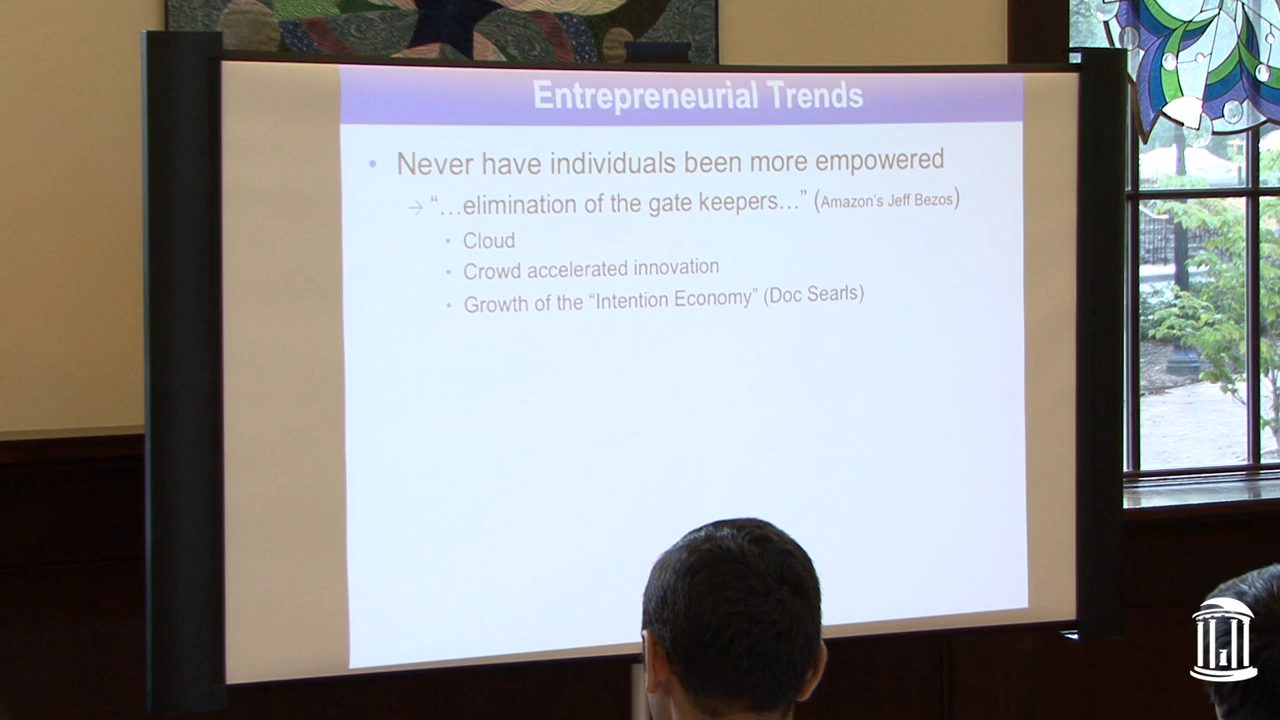 Entrepreneurial Trends
• Never have individuals been more empowered
→ “…elimination of the gate keepers…” (Amazon’s Jeff Bezos)
• Cloud
• Crowd accelerated innovation
• Growth of the “Intention Economy” (Doc Searls)